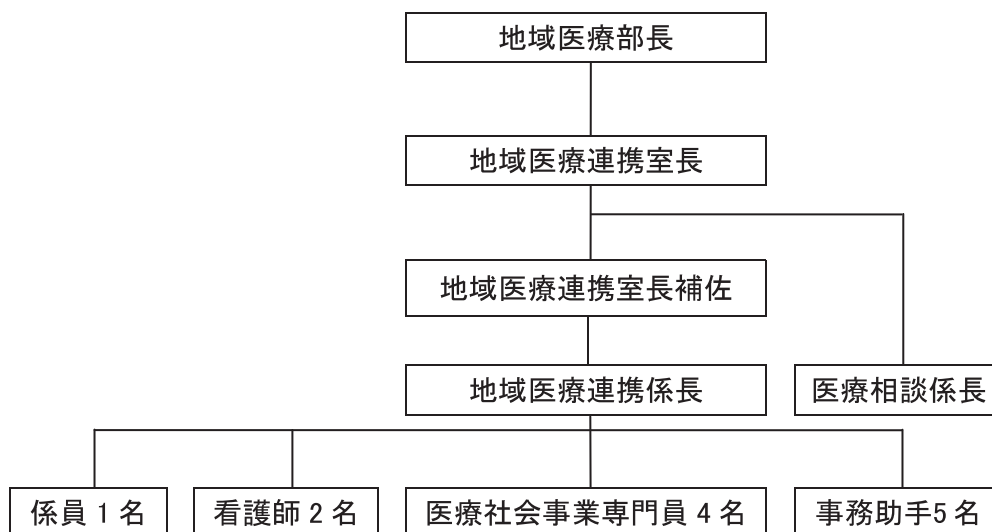 地域医療部長
地域医療連携室長
地域医療連携室長補佐
地域医療連携係長
医療相談係長
係員1名
看護師2名
医療社会事業専門員4名
事務助手5名